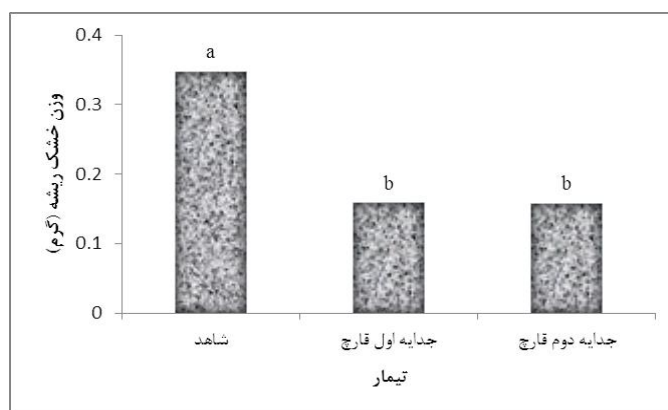 0.4
0.3
0.2
0.1
0
وزن خشک ریشه (گرم)
a
b
b
شاهد
جدایه اول قارچ
جدایه دوم قارچ
تیمار